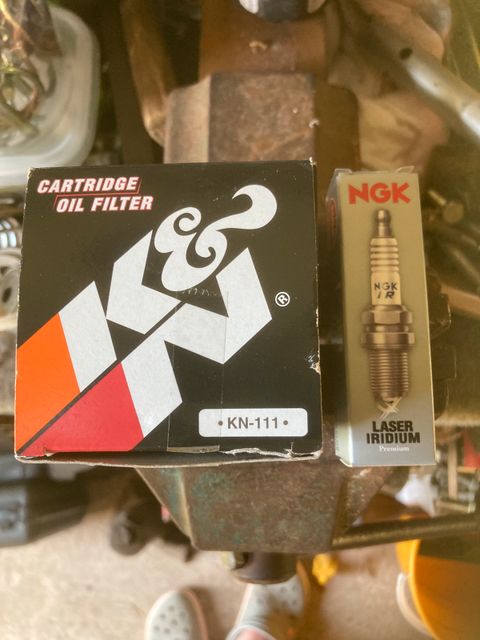 CARTRIDGE
OIL FILTER
K&N®
• KN-111 •
NGK
NGK
IR
LASER
IRIDIUM
Premium